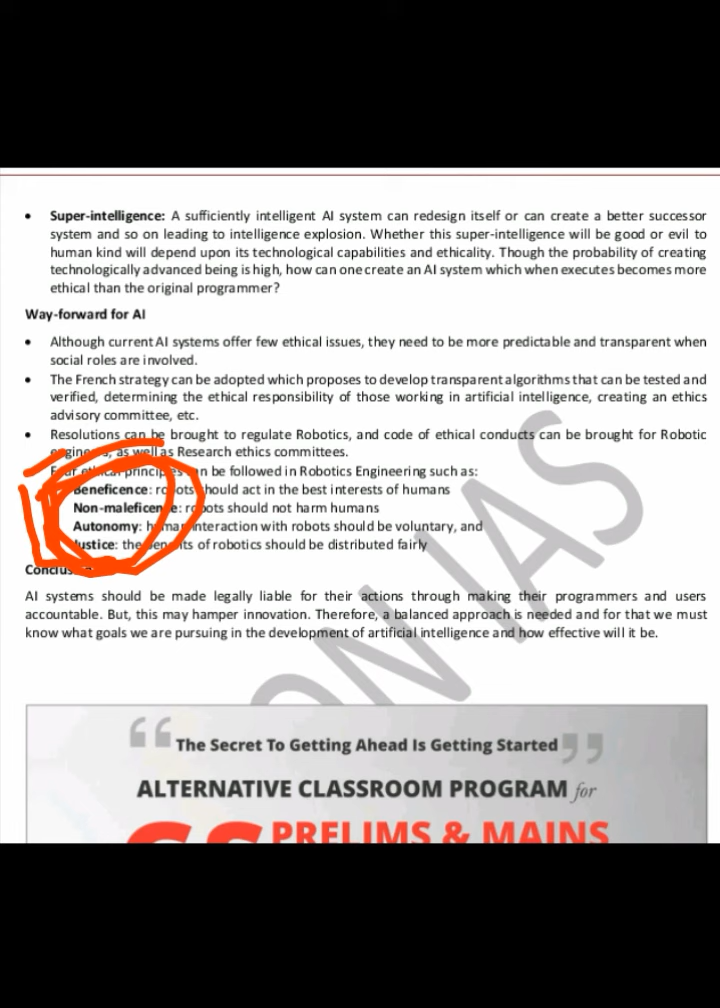 • Super-intelligence: A sufficiently intelligent AI system can redesign itself or can create a better successor
system and so on leading to intelligence explosion. Whether this super-intelligence will be good or evil to
human kind will depend upon its technological capabilities and ethicality. Though the probability of creating
technologically advanced being is high, how can one create an AI system which when executes becomes more
ethical than the original programmer?
Way-forward for AI
• Although current AI systems offer few ethical issues, they need to be more predictable and transparent when
social roles are involved.
• The French strategy can be adopted which proposes to develop transparent algorithms that can be tested and
verified, determining the ethical responsibility of those working in artificial intelligence, creating an ethics
advisory committee, etc.
• Resolutions can be brought to regulate Robotics, and code of ethical conducts can be brought for Robotic
engineers, as well as Research ethics committees.
Four ethical principles can be followed in Robotics Engineering such as:
Beneficence: robots should act in the best interests of humans
Non-maleficence: robots should not harm humans
Autonomy: human interaction with robots should be voluntary, and
Justice: the benefits of robotics should be distributed fairly
Conclusion
AI systems should be made legally liable for their actions through making their programmers and users
accountable. But, this may hamper innovation. Therefore, a balanced approach is needed and for that we must
know what goals we are pursuing in the development of artificial intelligence and how effective will it be.
ON IAS
“ The Secret To Getting Ahead Is Getting Started ”
ALTERNATIVE CLASSROOM PROGRAM for
PRELIMS & MAINS